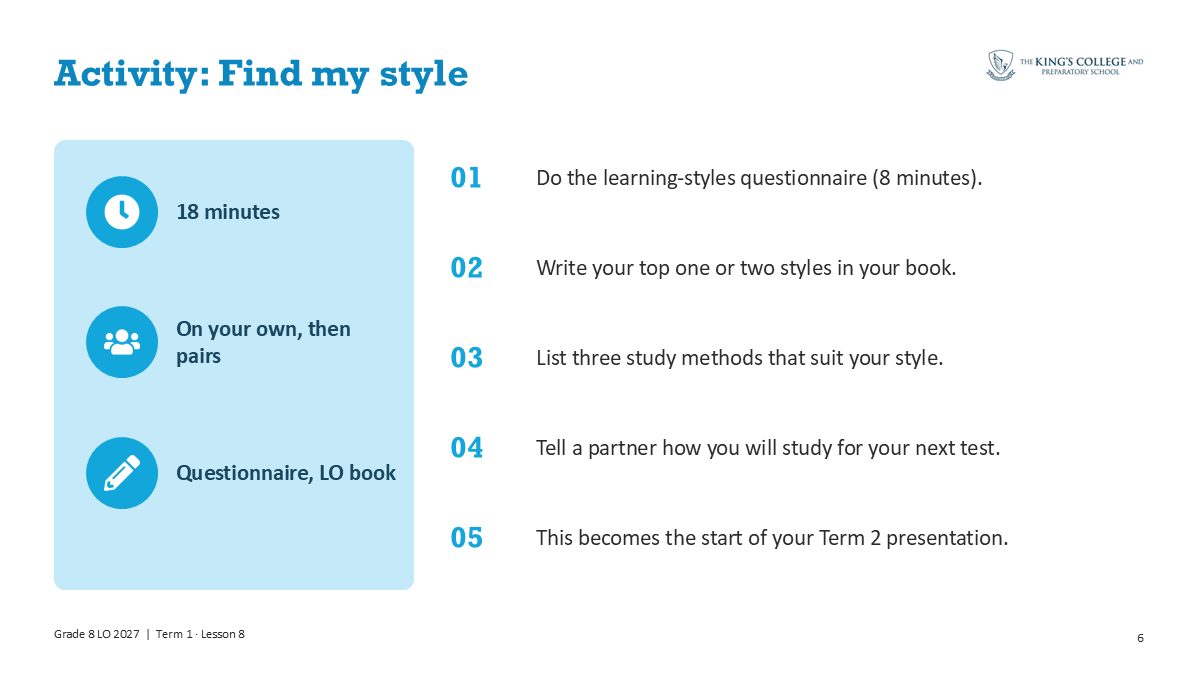 Activity: Find my style
THE KING'S COLLEGE AND
PREPARATORY SCHOOL
18 minutes
On your own, then
pairs
Questionnaire, LO book
01 Do the learning-styles questionnaire (8 minutes).
02 Write your top one or two styles in your book.
03 List three study methods that suit your style.
04 Tell a partner how you will study for your next test.
05 This becomes the start of your Term 2 presentation.
Grade 8 LO 2027 | Term 1 · Lesson 8
6